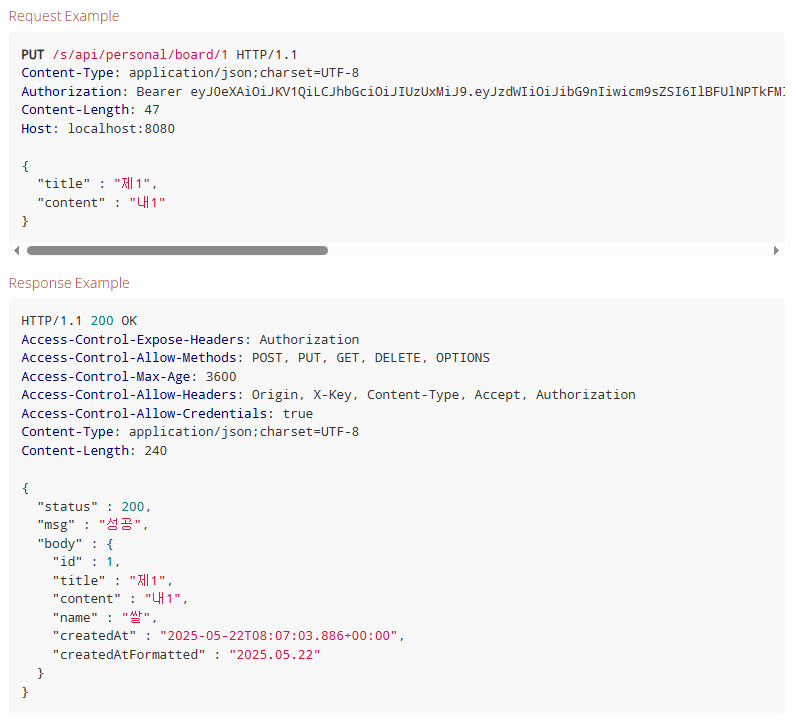 Request Example
PUT /s/api/personal/board/1 HTTP/1.1
Content-Type: application/json;charset=UTF-8
Authorization: Bearer eyJ0eXAiOiJKV1QiLCJhbGciOiJIUzUxMiJ9.eyJzdWIiOiJibG9nIiwicm9sZSI6IlBFUlNPTkFMI
Content-Length: 47
Host: localhost:8080
{
"title" : "제1",
"content" : "내1"
}
Response Example
HTTP/1.1 200 OK
Access-Control-Expose-Headers: Authorization
Access-Control-Allow-Methods: POST, PUT, GET, DELETE, OPTIONS
Access-Control-Max-Age: 3600
Access-Control-Allow-Headers: Origin, X-Key, Content-Type, Accept, Authorization
Access-Control-Allow-Credentials: true
Content-Type: application/json;charset=UTF-8
Content-Length: 240
{
"status" : 200,
"msg" : "성공",
"body" : {
"id" : 1,
"title" : "제1",
"content" : "내1",
"name" : "쌀",
"createdAt" : "2025-05-22T08:07:03.886+00:00",
"createdAtFormatted" : "2025.05.22"
}
}